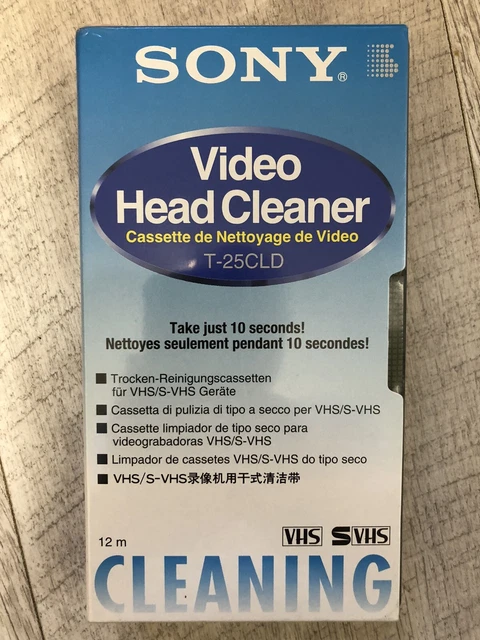 SONY®
Video
Head Cleaner
Cassette de Nettoyage de Video
T-25CLD
Take just 10 seconds!
Nettoyes seulement pendant 10 secondes!
Trocken-Reinigungscassetten
für VHS/S-VHS Geräte
Cassetta di pulizia di tipo a secco per VHS/S-VHS
Cassette limpiador de tipo seco para
videograbadoras VHS/S-VHS
Limpador de cassetes VHS/S-VHS do tipo seco
VHS/S-VHS录像机用干式清洁带
12 m
VHS SVHS
CLEANING